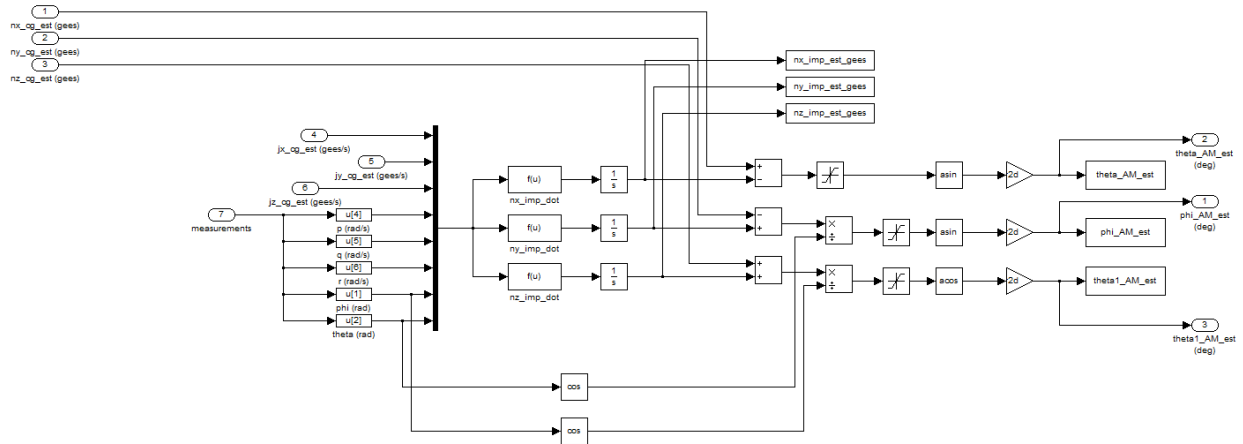 1
nx_cg_est (gees)
2
ny_cg_est (gees)
3
nz_cg_est (gees)
nx_imp_est_gees
ny_imp_est_gees
nz_imp_est_gees
4
jx_cg_est (gees/s)
5
jy_cg_est (gees/s)
6
jz_cg_est (gees/s)
7
measurements
u[4]
p (rad/s)
u[5]
q (rad/s)
u[6]
r (rad/s)
u[1]
phi (rad)
u[2]
theta (rad)
f(u)
nx_imp_dot
1
s
f(u)
ny_imp_dot
1
s
f(u)
nz_imp_dot
1
s
+
−
asin
2d
2
theta_AM_est
(deg)
theta_AM_est
−
+
×
÷
asin
2d
1
phi_AM_est
(deg)
phi_AM_est
+
+
×
÷
acos
2d
theta1_AM_est
3
theta1_AM_est
(deg)
cos
cos